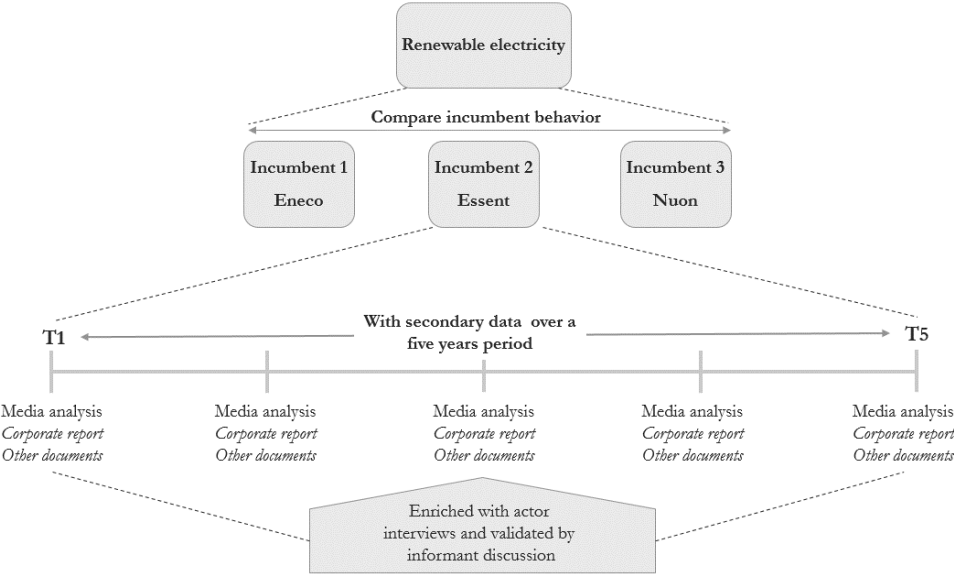 Renewable electricity
Compare incumbent behavior
Incumbent 1
Eneco
Incumbent 2
Essent
Incumbent 3
Nuon
T1
With secondary data over a
five years period
T5
Media analysis
Corporate report
Other documents
Media analysis
Corporate report
Other documents
Media analysis
Corporate report
Other documents
Media analysis
Corporate report
Other documents
Media analysis
Corporate report
Other documents
Enriched with actor
interviews and validated by
informant discussion